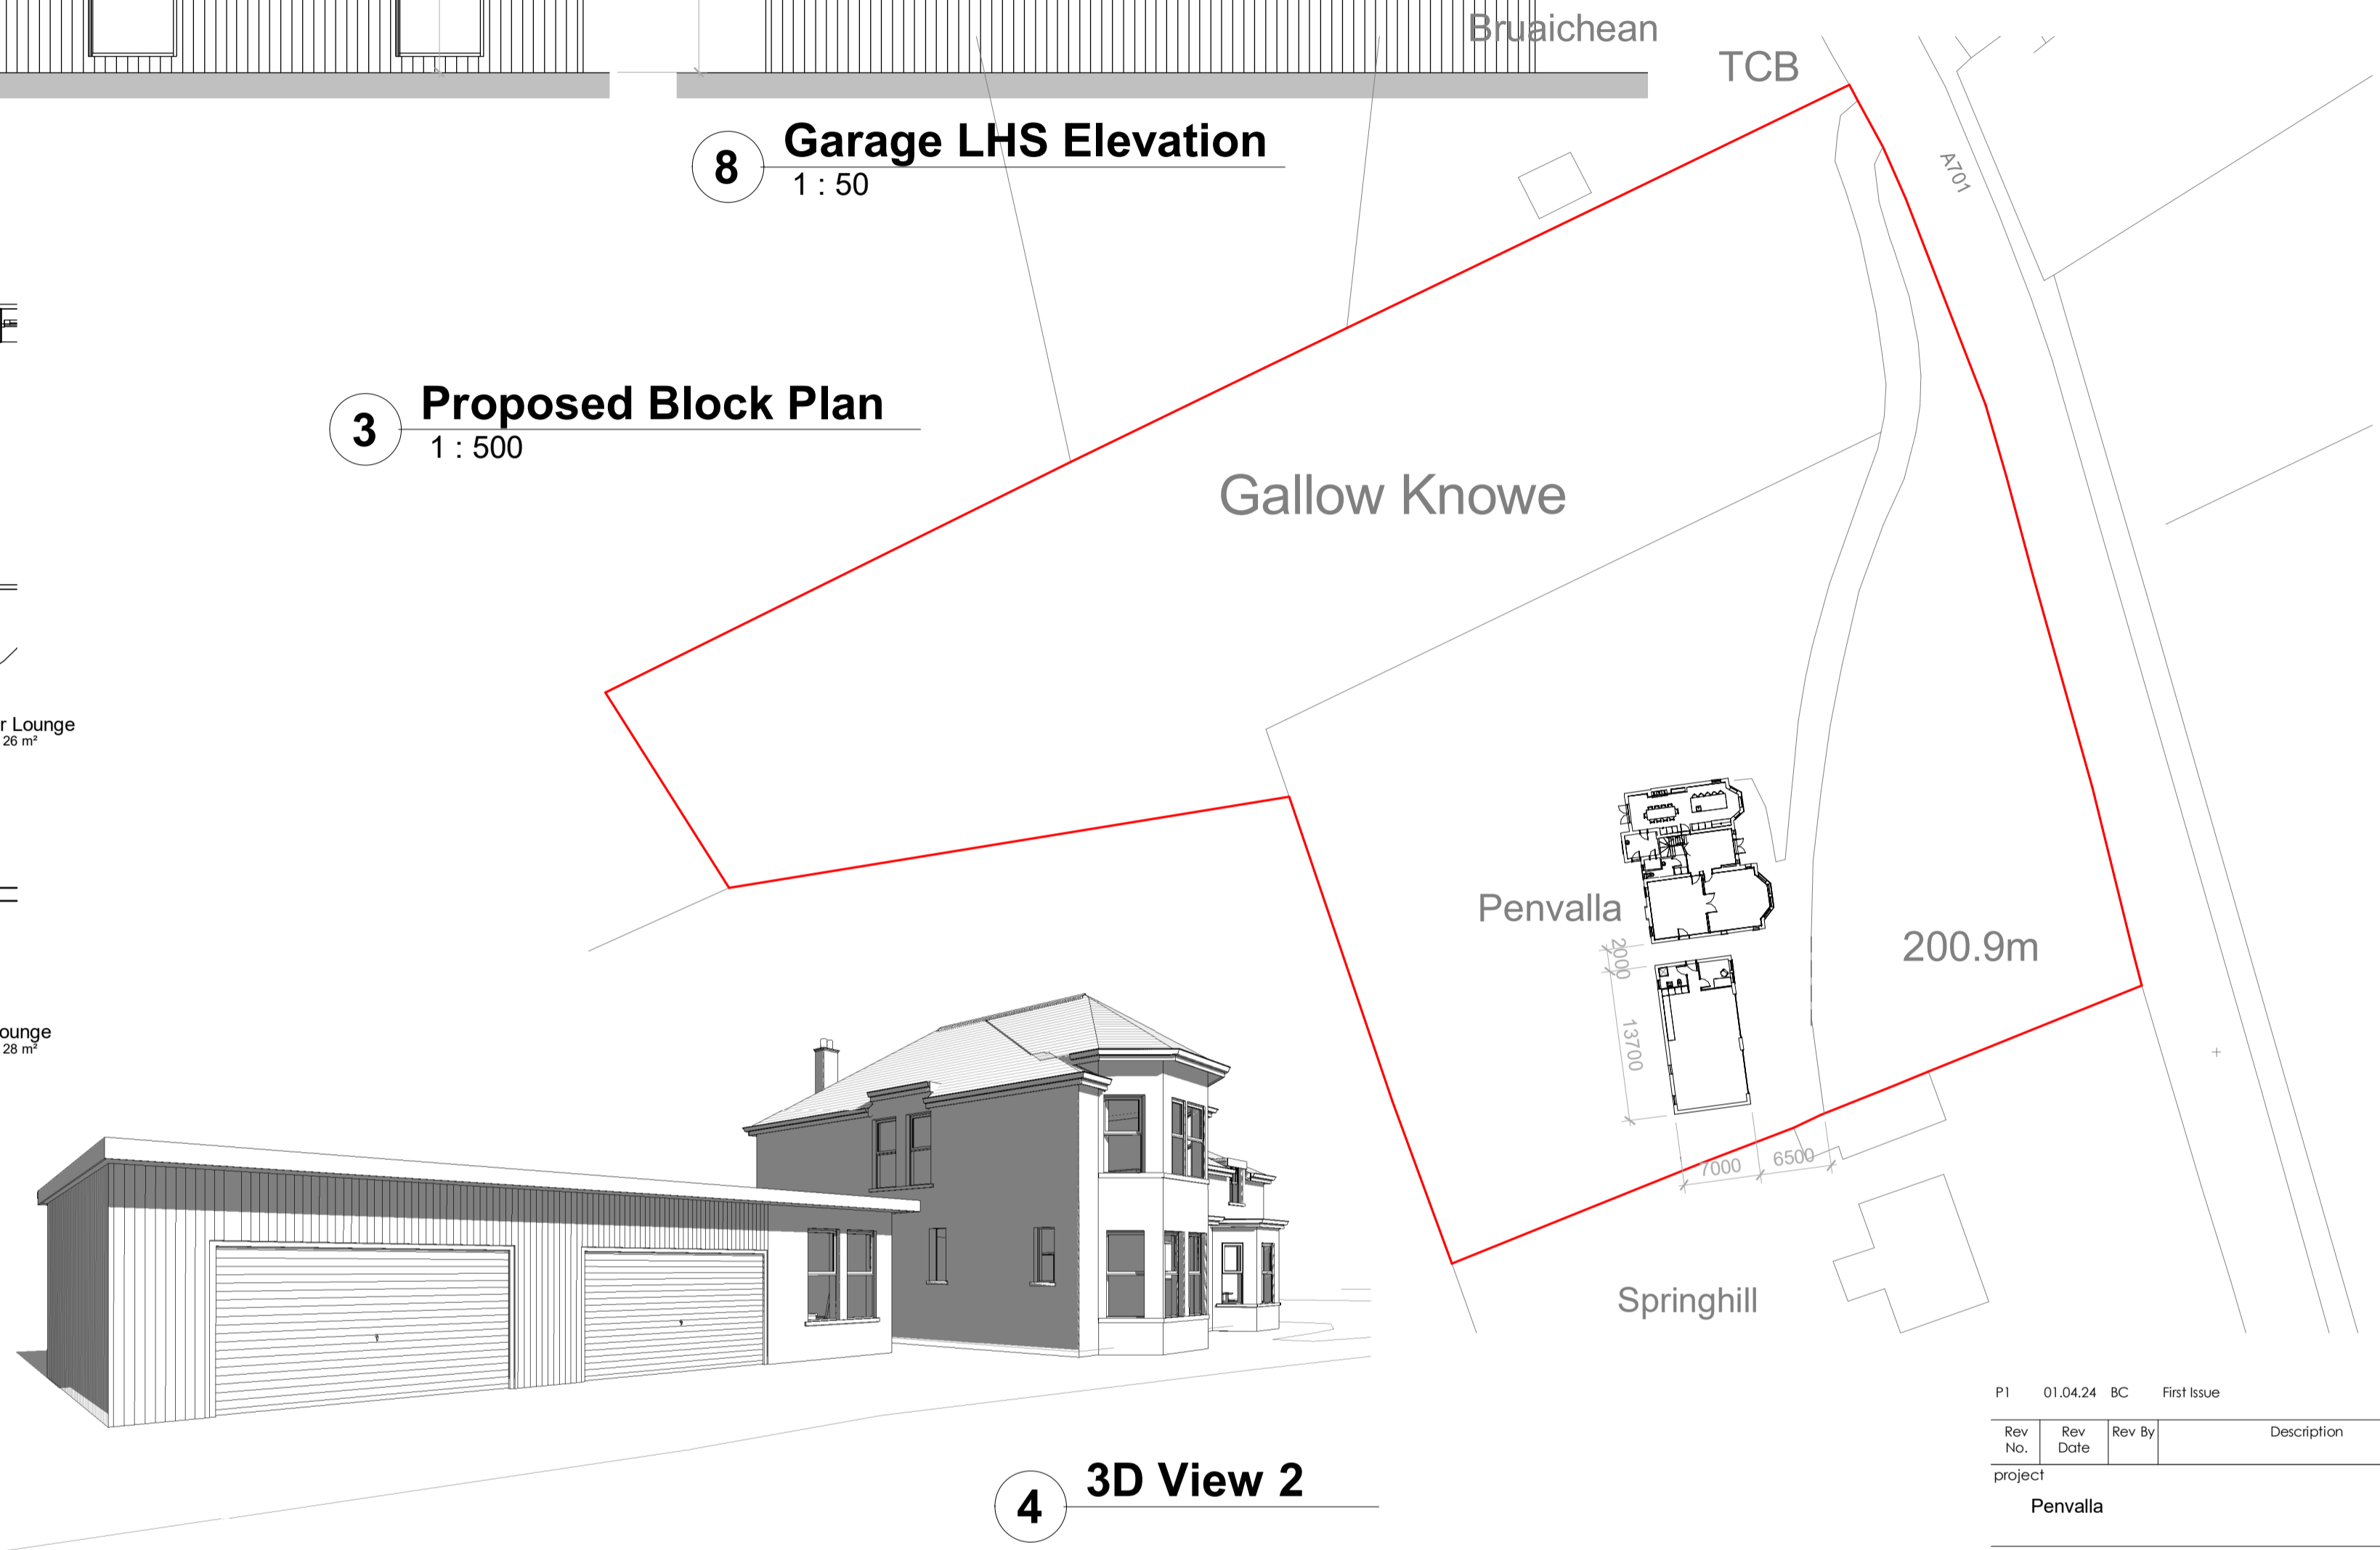 Bruaichean
TCB
A701
8
Garage LHS Elevation
1 : 50
3
Proposed Block Plan
1 : 500
Gallow Knowe
r Lounge
26 m²
Penvalla
2000
200.9m
13700
ounge
28 m²
7000
6500
Springhill
4
3D View 2
P1 01.04.24 BC First Issue
Rev No. Rev Date Rev By Description
project
Penvalla